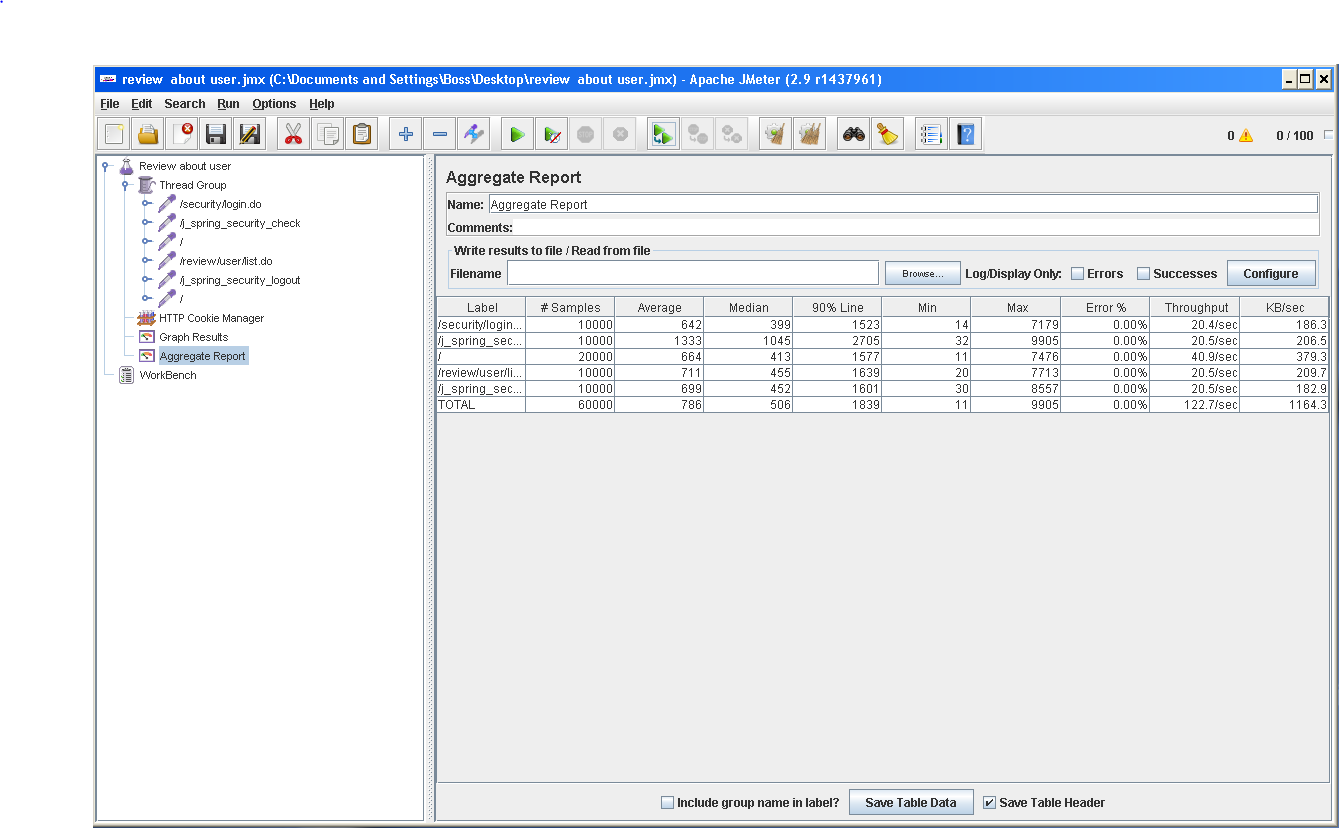 review about user.jmx (C:\Documents and Settings\Boss\Desktop\review about user.jmx) - Apache JMeter (2.9 r1437961)
File Edit Search Run Options Help
0 0 / 100
Review about user
Thread Group
/security/login.do
/j_spring_security_check
/
/review/user/list.do
/j_spring_security_logout
/
HTTP Cookie Manager
Graph Results
Aggregate Report
WorkBench
Aggregate Report
Name: Aggregate Report
Comments:
Write results to file / Read from file
Filename Browse... Log/Display Only: Errors Successes Configure
Label # Samples Average Median 90% Line Min Max Error % Throughput KB/sec
/security/login... 10000 642 399 1523 14 7179 0.00% 20.4/sec 186.3
/j_spring_sec... 10000 1333 1045 2705 32 9905 0.00% 20.5/sec 206.5
/ 20000 664 413 1577 11 7476 0.00% 40.9/sec 379.3
/review/user/li... 10000 711 455 1639 20 7713 0.00% 20.5/sec 209.7
/j_spring_sec... 10000 699 452 1601 30 8557 0.00% 20.5/sec 182.9
TOTAL 60000 786 506 1839 11 9905 0.00% 122.7/sec 1164.3
Include group name in label? Save Table Data Save Table Header